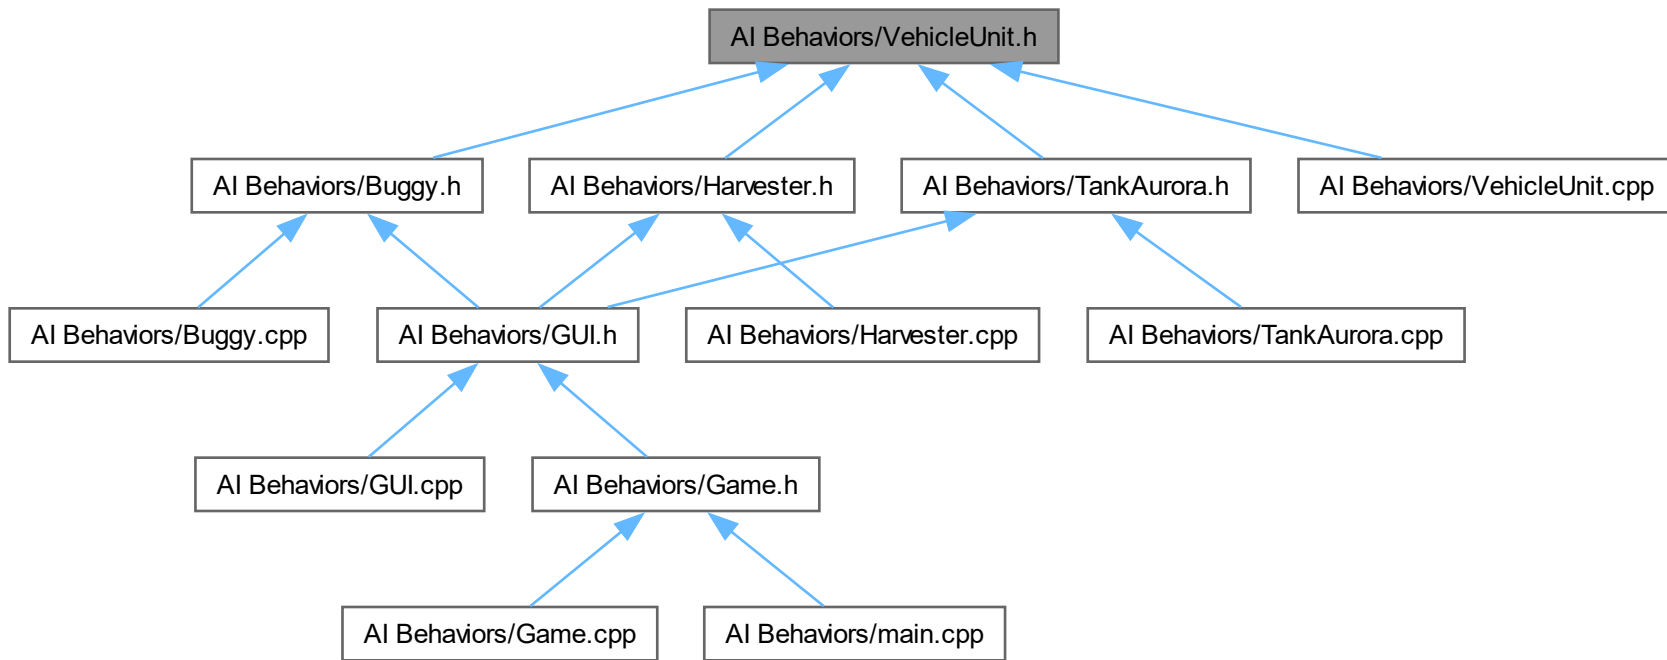 AI Behaviors/VehicleUnit.h
AI Behaviors/Buggy.h
AI Behaviors/Harvester.h
AI Behaviors/TankAurora.h
AI Behaviors/VehicleUnit.cpp
AI Behaviors/Buggy.cpp
AI Behaviors/GUI.h
AI Behaviors/Harvester.cpp
AI Behaviors/TankAurora.cpp
AI Behaviors/GUI.cpp
AI Behaviors/Game.h
AI Behaviors/Game.cpp
AI Behaviors/main.cpp